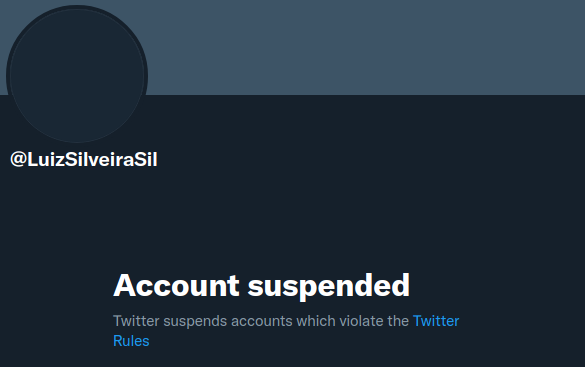 @LuizSilveiraSil
Account suspended
Twitter suspends accounts which violate the Twitter
Rules